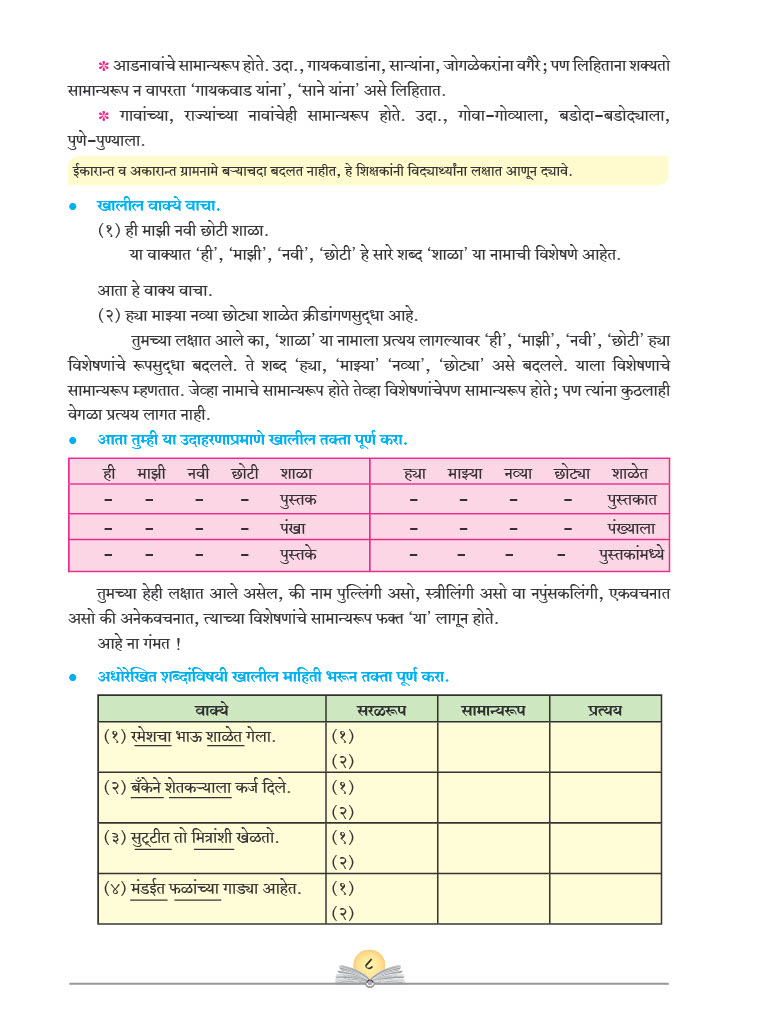 ✽ आडनावांचे सामान्यरूप होते. उदा., गायकवाडांना, सान्यांना, जोगळेकरांना वगैरे; पण लिहिताना शक्यतो
सामान्यरूप न वापरता ‘गायकवाड यांना’, ‘साने यांना’ असे लिहितात.
✽ गावांच्या, राज्यांच्या नावांचेही सामान्यरूप होते. उदा., गोवा-गोव्याला, बडोदा-बडोद्याला,
पुणे-पुण्याला.
ईकारान्त व अकारान्त ग्रामनामे बऱ्याचदा बदलत नाहीत, हे शिक्षकांनी विद्यार्थ्यांना लक्षात आणून द्यावे.
● खालील वाक्ये वाचा.
(१) ही माझी नवी छोटी शाळा.
या वाक्यात ‘ही’, ‘माझी’, ‘नवी’, ‘छोटी’ हे सारे शब्द ‘शाळा’ या नामाची विशेषणे आहेत.
आता हे वाक्य वाचा.
(२) ह्या माझ्या नव्या छोट्या शाळेत क्रीडांगणसुद्धा आहे.
तुमच्या लक्षात आले का, ‘शाळा’ या नामाला प्रत्यय लागल्यावर ‘ही’, ‘माझी’, ‘नवी’, ‘छोटी’ ह्या
विशेषणांचे रूपसुद्धा बदलले. ते शब्द ‘ह्या, ‘माझ्या’ ‘नव्या’, ‘छोट्या’ असे बदलले. याला विशेषणाचे
सामान्यरूप म्हणतात. जेव्हा नामाचे सामान्यरूप होते तेव्हा विशेषणांचेपण सामान्यरूप होते; पण त्यांना कुठलाही
वेगळा प्रत्यय लागत नाही.
● आता तुम्ही या उदाहरणाप्रमाणे खालील तक्ता पूर्ण करा.
ही माझी नवी छोटी शाळा ह्या माझ्या नव्या छोट्या शाळेत
– – – – पुस्तक – – – – पुस्तकात
– – – – पंखा – – – – पंख्याला
– – – – पुस्तके – – – – पुस्तकांमध्ये
तुमच्या हेही लक्षात आले असेल, की नाम पुल्लिंगी असो, स्त्रीलिंगी असो वा नपुंसकलिंगी, एकवचनात
असो की अनेकवचनात, त्याच्या विशेषणांचे सामान्यरूप फक्त ‘या’ लागून होते.
आहे ना गंमत !
● अधोरेखित शब्दांविषयी खालील माहिती भरून तक्ता पूर्ण करा.
वाक्ये सरळरूप सामान्यरूप प्रत्यय
(१) रमेशचा भाऊ शाळेत गेला. (१)
(२)
(२) बँकेने शेतकऱ्याला कर्ज दिले. (१)
(२)
(३) सुट्टीत तो मित्रांशी खेळतो. (१)
(२)
(४) मंडईत फळांच्या गाड्या आहेत. (१)
(२)
८